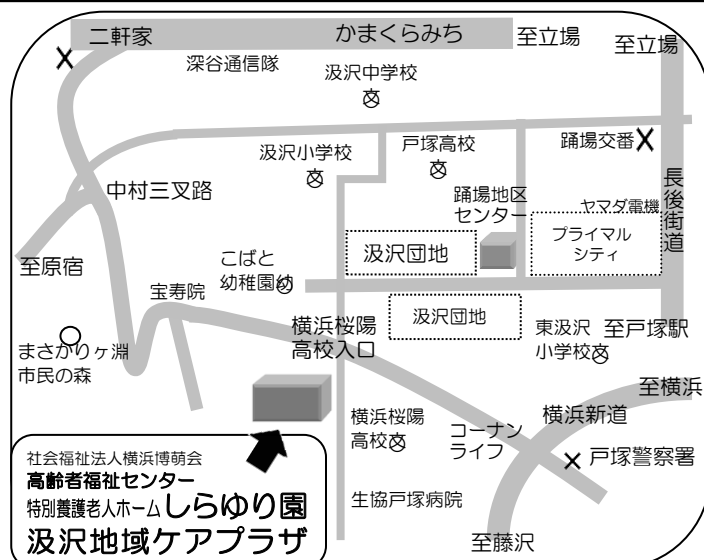 二軒家
かまくらみち
至立場
至立場
深谷通信隊
汲沢中学校
汲沢小学校
戸塚高校
踊場交番
中村三叉路
踊場地区
センター
ヤマダ電機
長後街道
プライマル
シティ
汲沢団地
至原宿
こばと
幼稚園幼
宝寿院
横浜桜陽
高校入口
汲沢団地
東汲沢
小学校
至戸塚駅
まさかりヶ淵
市民の森
至横浜
横浜新道
横浜桜陽
高校
コーナン
ライフ
戸塚警察署
生協戸塚病院
至藤沢
社会福祉法人横浜博萌会
高齢者福祉センター
特別養護老人ホームしらゆり園
汲沢地域ケアプラザ